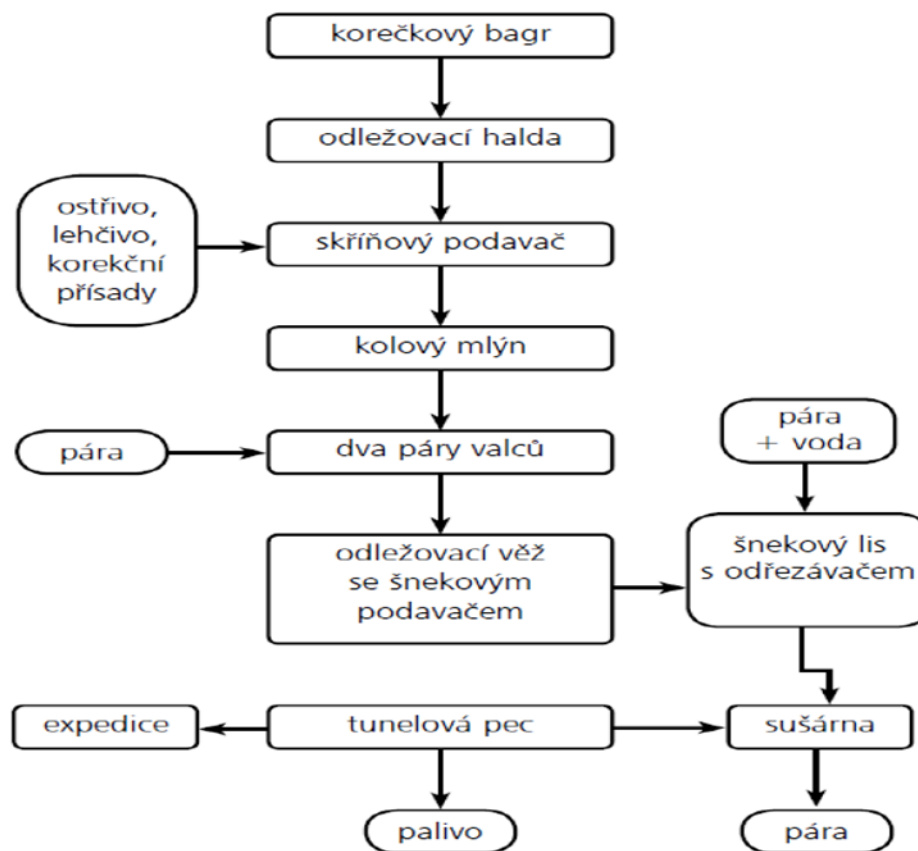 korečkový bagr
odležovací halda
ostřivo,
lehčivo,
korekční
přísady
skříňový podavač
kolový mlýn
pára
dva páry valců
pára
+ voda
odležovací věž
se šnekovým
podavačem
šnekový lis
s odřezávačem
expedice
tunelová pec
sušárna
palivo
pára